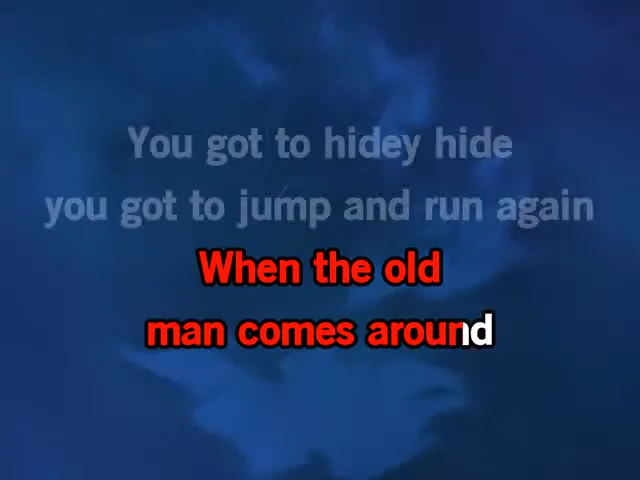 You got to hidey hide
you got to jump and run again
When the old
man comes around